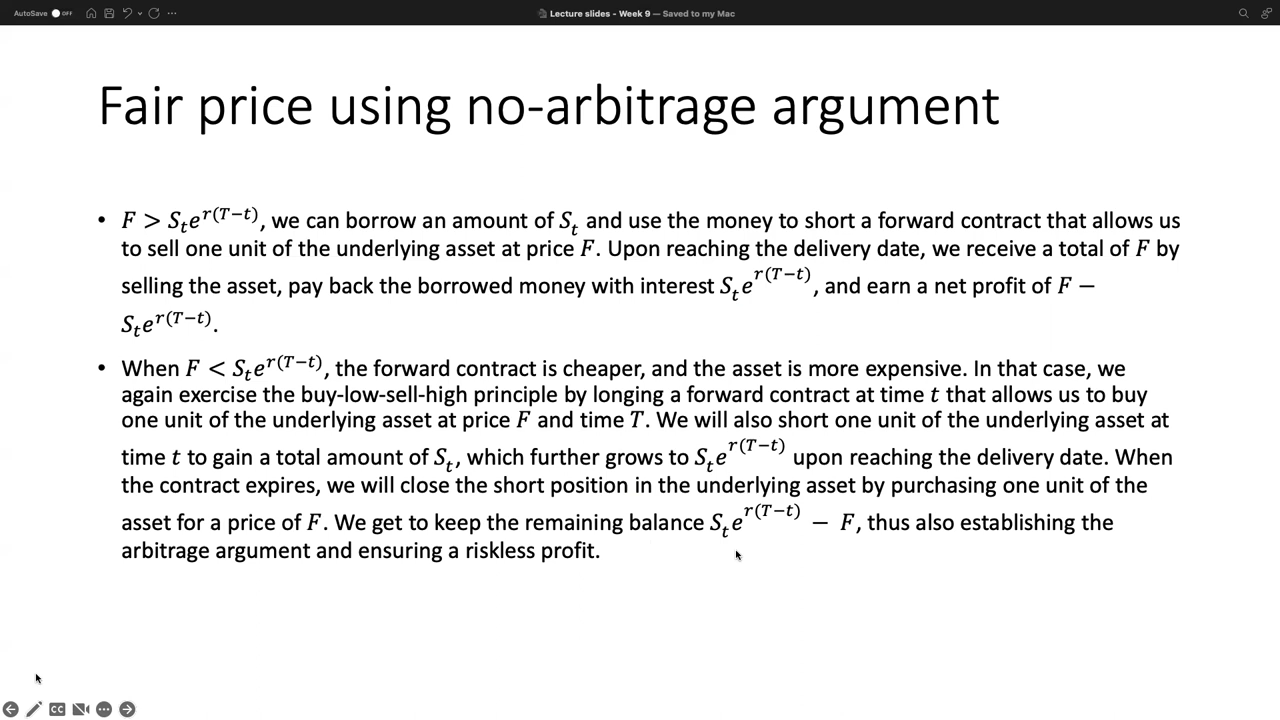 AutoSave OFF
Lecture slides - Week 9 — Saved to my Mac
Fair price using no-arbitrage argument
• F > S_t e^{r(T−t)}, we can borrow an amount of S_t and use the money to short a forward contract that allows us
to sell one unit of the underlying asset at price F. Upon reaching the delivery date, we receive a total of F by
selling the asset, pay back the borrowed money with interest S_t e^{r(T−t)}, and earn a net profit of F −
S_t e^{r(T−t)}.
• When F < S_t e^{r(T−t)}, the forward contract is cheaper, and the asset is more expensive. In that case, we
again exercise the buy-low-sell-high principle by longing a forward contract at time t that allows us to buy
one unit of the underlying asset at price F and time T. We will also short one unit of the underlying asset at
time t to gain a total amount of S_t, which further grows to S_t e^{r(T−t)} upon reaching the delivery date. When
the contract expires, we will close the short position in the underlying asset by purchasing one unit of the
asset for a price of F. We get to keep the remaining balance S_t e^{r(T−t)} − F, thus also establishing the
arbitrage argument and ensuring a riskless profit.
CC